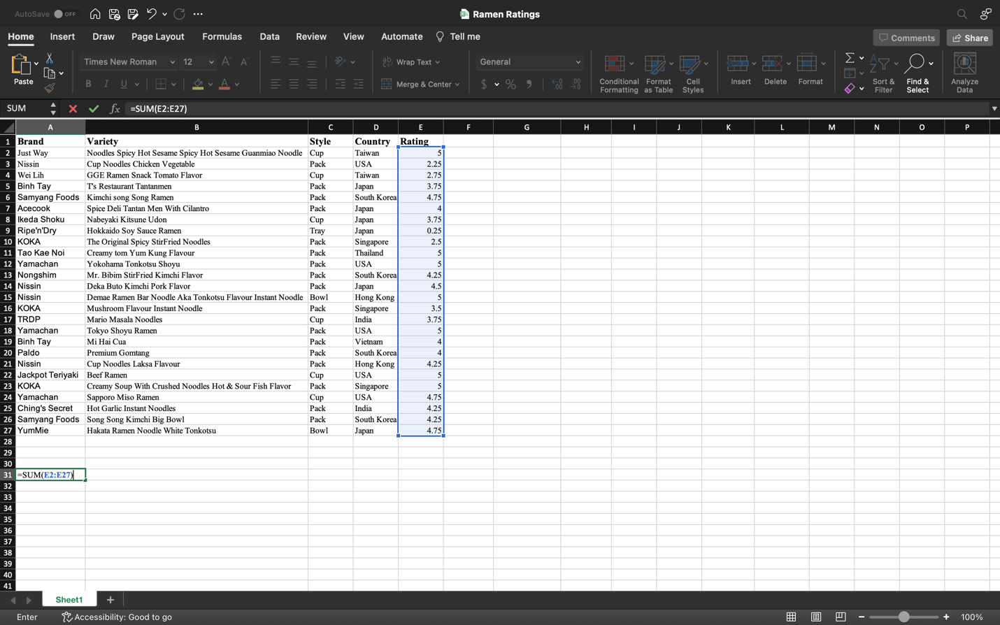 AutoSave OFF Ramen Ratings
Home Insert Draw Page Layout Formulas Data Review View Automate Tell me Comments Share
Paste Times New Roman 12 A A Wrap Text General
B I U A Merge & Center $ % 9
Conditional Formatting Format as Table Cell Styles Insert Delete Format Sort & Filter Find & Select Analyze Data
SUM fx =SUM(E2:E27)
A B C D E F G H I J K L M N O P
1 Brand Variety Style Country Rating
2 Just Way Noodles Spicy Hot Sesame Spicy Hot Sesame Guanmiao Noodle Cup Taiwan 5
3 Nissin Cup Noodles Chicken Vegetable Pack USA 2.25
4 Wei Lih GGE Ramen Snack Tomato Flavor Cup Taiwan 2.75
5 Binh Tay T's Restaurant Tantanmen Pack Japan 3.75
6 Samyang Foods Kimchi song Song Ramen Pack South Korea 4.75
7 Acecook Spice Deli Tantan Men With Cilantro Pack Japan 4
8 Ikeda Shoku Nabeyaki Kitsune Udon Cup Japan 3.75
9 Ripe'n'Dry Hokkaido Soy Sauce Ramen Tray Japan 0.25
10 KOKA The Original Spicy StirFried Noodles Pack Singapore 2.5
11 Tao Kae Noi Creamy tom Yum Kung Flavour Pack Thailand 5
12 Yamachan Yokohama Tonkotsu Shoyu Pack USA 5
13 Nongshim Mr. Bibim StirFried Kimchi Flavor Pack South Korea 4.25
14 Nissin Deka Buto Kimchi Pork Flavor Pack Japan 4.5
15 Nissin Demae Ramen Bar Noodle Aka Tonkotsu Flavour Instant Noodle Bowl Hong Kong 5
16 KOKA Mushroom Flavour Instant Noodle Pack Singapore 3.5
17 TRDP Mario Masala Noodles Cup India 3.75
18 Yamachan Tokyo Shoyu Ramen Pack USA 5
19 Binh Tay Mi Hai Cua Pack Vietnam 4
20 Paldo Premium Gomtang Pack South Korea 4
21 Nissin Cup Noodles Laksa Flavour Pack Hong Kong 4.25
22 Jackpot Teriyaki Beef Ramen Cup USA 5
23 KOKA Creamy Soup With Crushed Noodles Hot & Sour Fish Flavor Pack Singapore 5
24 Yamachan Sapporo Miso Ramen Cup USA 4.75
25 Ching's Secret Hot Garlic Instant Noodles Pack India 4.25
26 Samyang Foods Song Song Kimchi Big Bowl Pack South Korea 4.25
27 YumMie Hakata Ramen Noodle White Tonkotsu Bowl Japan 4.75
28
29
30
31 =SUM(E2:E27)
32
33
34
35
36
37
38
39
40
41
Sheet1 +
Enter Accessibility: Good to go 100%